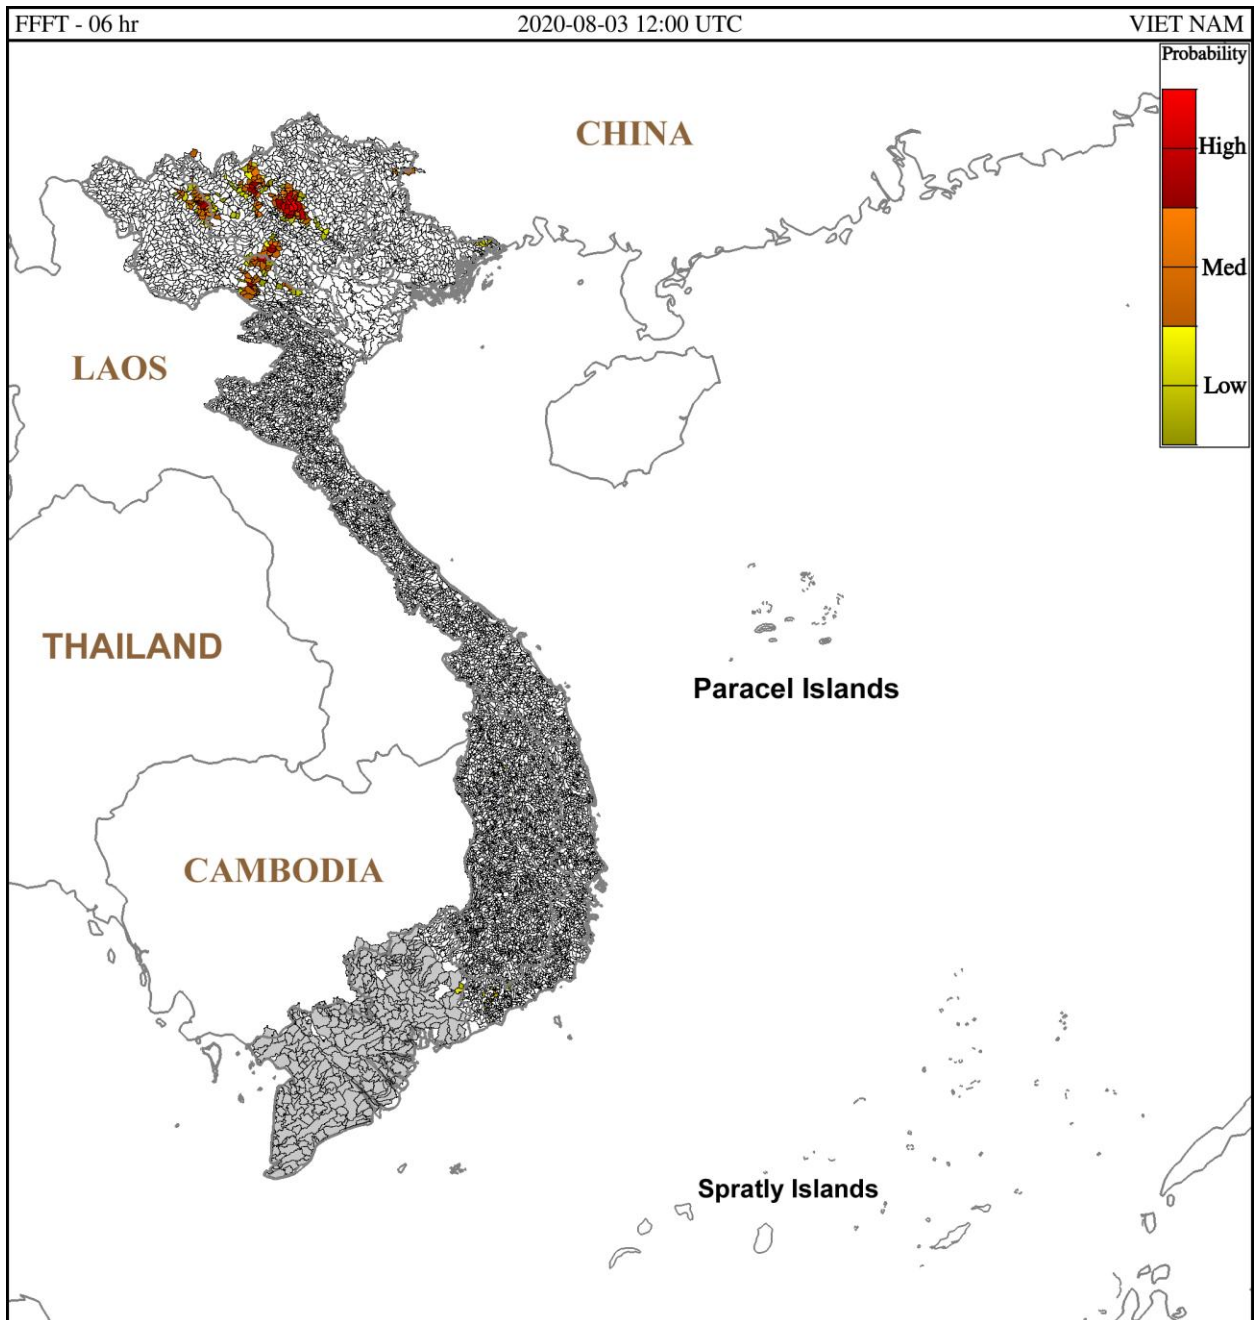 FFFT - 06 hr 2020-08-03 12:00 UTC VIET NAM
Probability
CHINA
High
Med
LAOS
Low
THAILAND
Paracel Islands
CAMBODIA
Spratly Islands